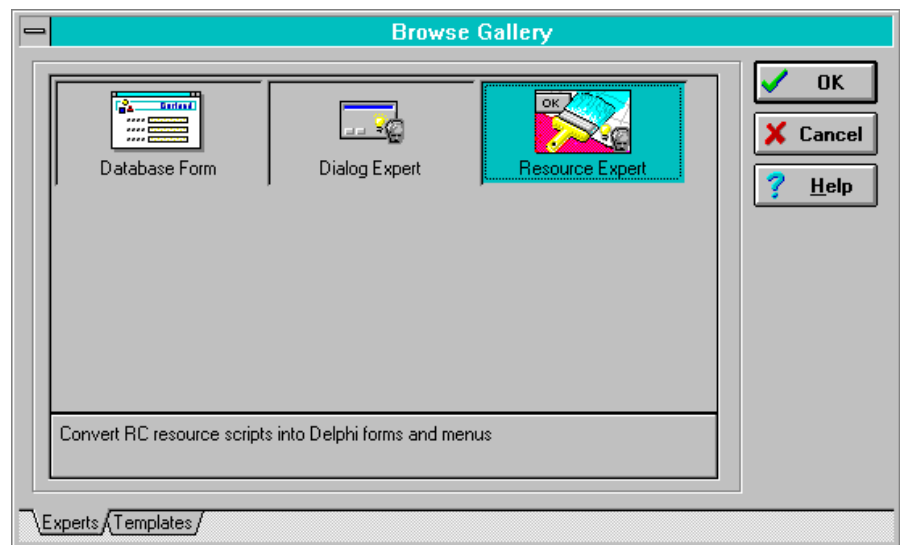 Browse Gallery
OK
Cancel
Help
OK
Database Form
Dialog Expert
Resource Expert
Convert RC resource scripts into Delphi forms and menus
Experts
Templates